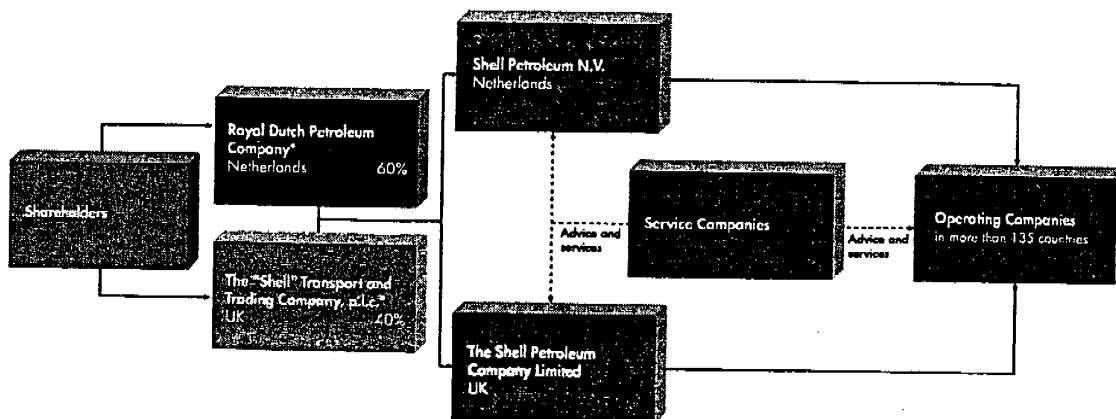 Shareholders
Royal Dutch Petroleum
Company*
Netherlands 60%
The "Shell" Transport and
Trading Company, p.l.c.*
UK 40%
Shell Petroleum N.V.
Netherlands
The Shell Petroleum
Company Limited
UK
Advice and
services
Service Companies
Advice and
services
Operating Companies
in more than 135 countries